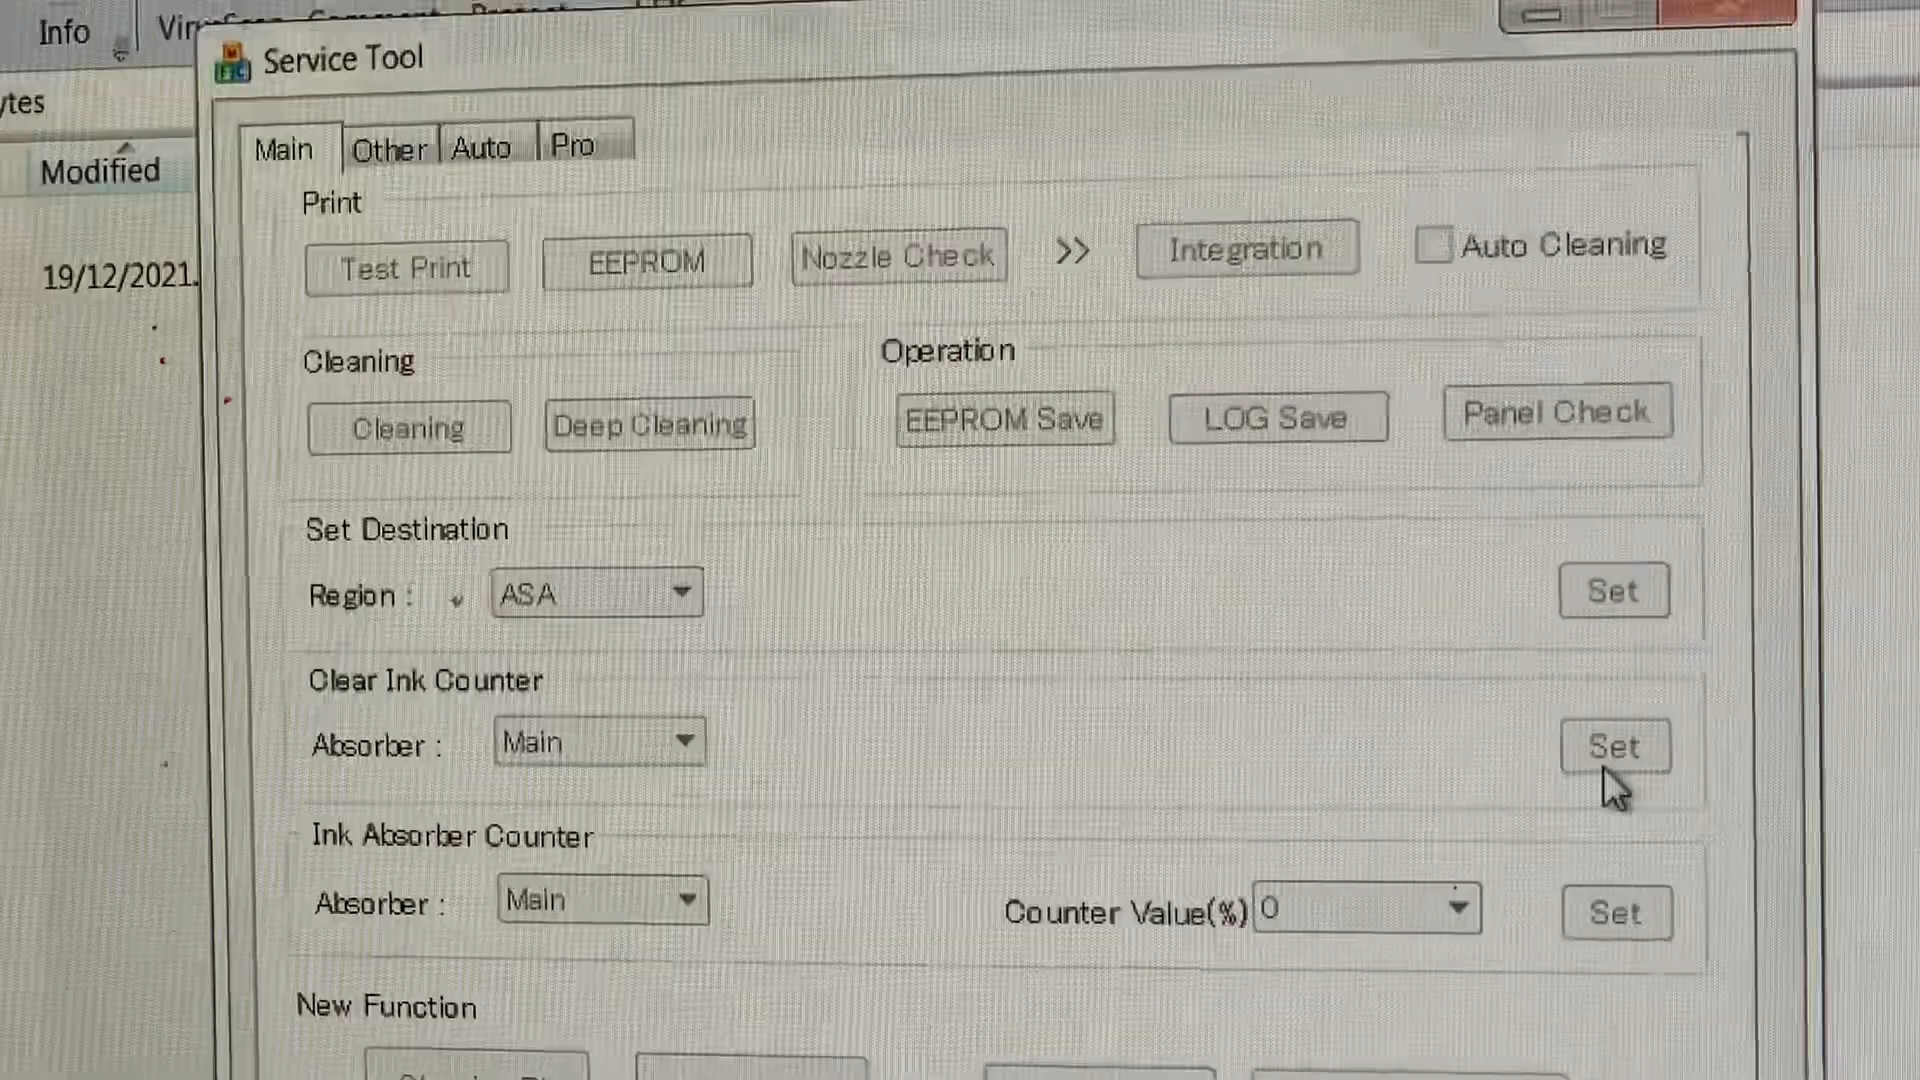 Info
Service Tool
Modified
19/12/2021
Main Other Auto Pro
Print
Test Print EEPROM Nozzle Check >> Integration Auto Cleaning
Cleaning
Operation
Cleaning Deep Cleaning EEPROM Save LOG Save Panel Check
Set Destination
Region : ASA Set
Clear Ink Counter
Absorber : Main Set
Ink Absorber Counter
Absorber : Main Counter Value(%) 0 Set
New Function